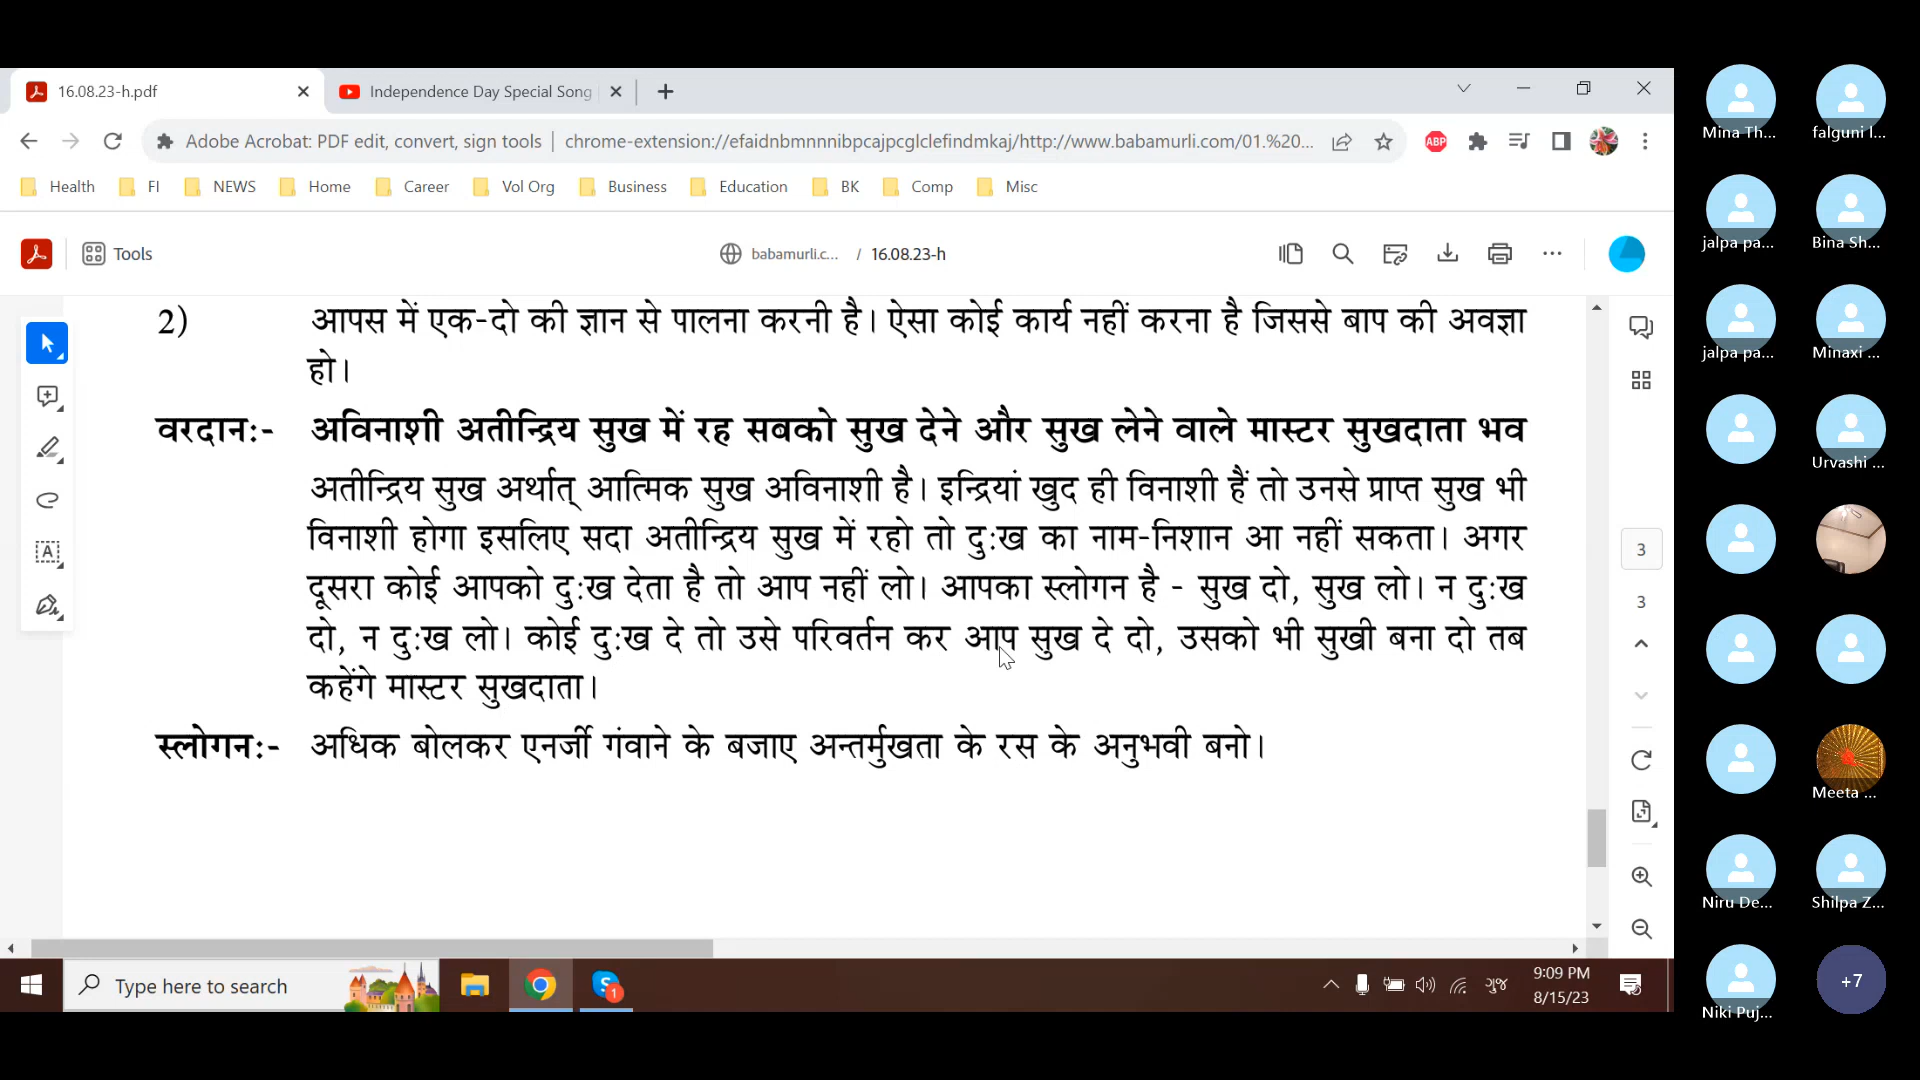 16.08.23-h.pdf
Independence Day Special Song
Adobe Acrobat: PDF edit, convert, sign tools | chrome-extension://efaidnbmnnnibpcajpcglclefindmkaj/http://www.babamurli.com/01.%20...
ABP
Health FI NEWS Home Career Vol Org Business Education BK Comp Misc
Tools
babamurli.c... / 16.08.23-h
2) आपस में एक-दो की ज्ञान से पालना करनी है। ऐसा कोई कार्य नहीं करना है जिससे बाप की अवज्ञा
हो।
वरदान:- अविनाशी अतीन्द्रिय सुख में रह सबको सुख देने और सुख लेने वाले मास्टर सुखदाता भव
अतीन्द्रिय सुख अर्थात् आत्मिक सुख अविनाशी है। इन्द्रियां खुद ही विनाशी हैं तो उनसे प्राप्त सुख भी
विनाशी होगा इसलिए सदा अतीन्द्रिय सुख में रहो तो दु:ख का नाम-निशान आ नहीं सकता। अगर
दूसरा कोई आपको दु:ख देता है तो आप नहीं लो। आपका स्लोगन है - सुख दो, सुख लो। न दु:ख
दो, न दु:ख लो। कोई दु:ख दे तो उसे परिवर्तन कर आप सुख दे दो, उसको भी सुखी बना दो तब
कहेंगे मास्टर सुखदाता।
स्लोगन:- अधिक बोलकर एनर्जी गंवाने के बजाए अन्तर्मुखता के रस के अनुभवी बनो।
3
3
Type here to search
1
ગુજ
9:09 PM
8/15/23
Mina Th...
falguni l...
jalpa pa...
Bina Sh...
jalpa pa...
Minaxi ...
Urvashi ...
Meeta ...
Niru De...
Shilpa Z...
Niki Puj...
+7